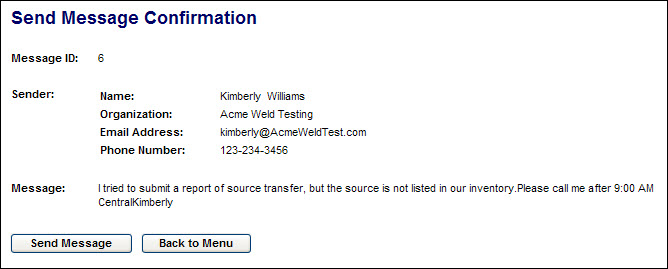 Send Message Confirmation
Message ID: 6
Sender:
Name: Kimberly Williams
Organization: Acme Weld Testing
Email Address: kimberly@AcmeWeldTest.com
Phone Number: 123-234-3456
Message: I tried to submit a report of source transfer, but the source is not listed in our inventory.Please call me after 9:00 AM
CentralKimberly
Send Message Back to Menu